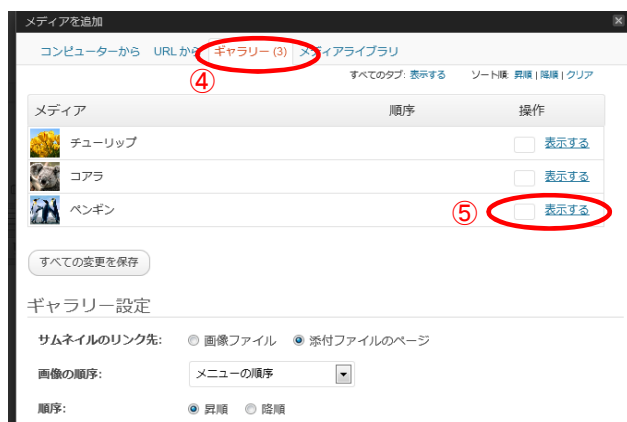 メディアを追加
コンピューターから URLから ギャラリー (3) メディアライブラリ
④
すべてのタブ: 表示する ソート順: 昇順 | 降順 | クリア
メディア 順序 操作
チューリップ 表示する
コアラ 表示する
ペンギン ⑤ 表示する
すべての変更を保存
ギャラリー設定
サムネイルのリンク先: 画像ファイル 添付ファイルのページ
画像の順序: メニューの順序
順序: 昇順 降順